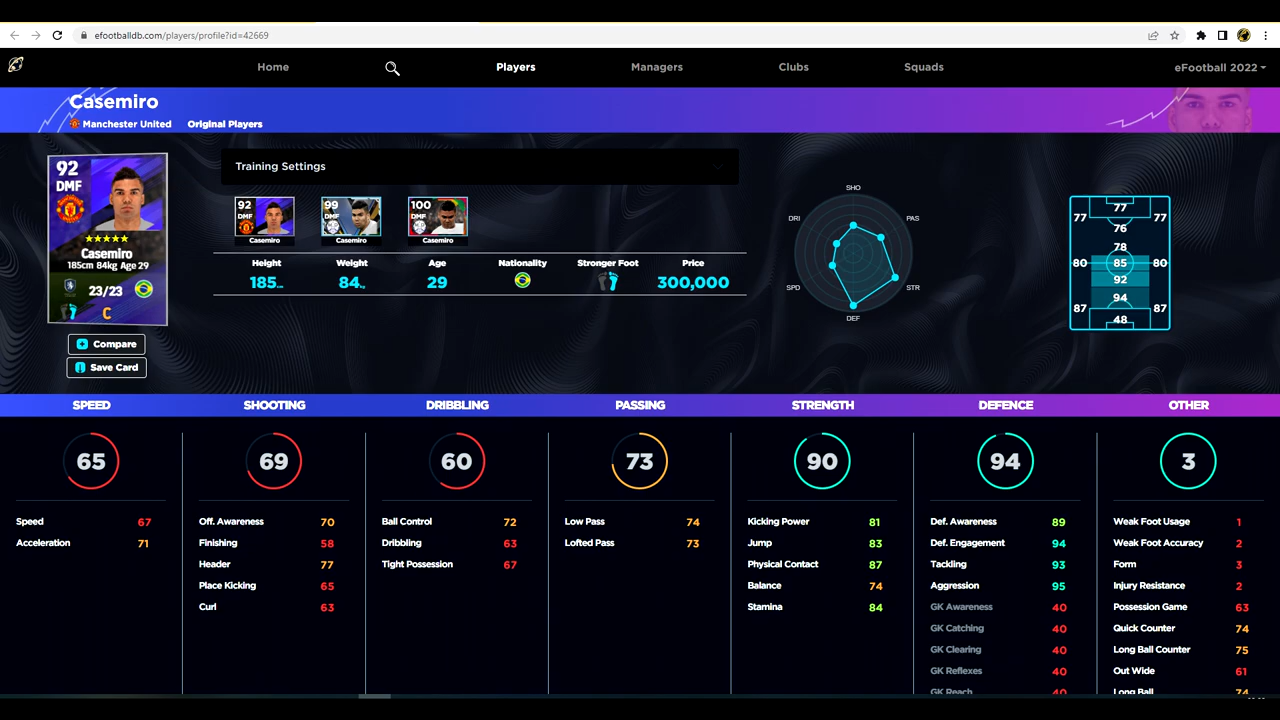 efootballdb.com/players/profile?id=42669
Home
Players
Managers
Clubs
Squads
eFootball 2022
Casemiro
Manchester United
Original Players
92
DMF
Casemiro
185cm 84kg Age 29
23/23
C
Compare
Save Card
Training Settings
92
DMF
Casemiro
99
DMF
Casemiro
100
DMF
Casemiro
Height
185
Weight
84
Age
29
Nationality
Stronger Foot
Price
300,000
SHO
PAS
STR
DEF
SPD
DRI
77
77 77
76
78
80 85 80
92
94
87 87
48
SPEED
65
Speed 67
Acceleration 71
SHOOTING
69
Off. Awareness 70
Finishing 58
Header 77
Place Kicking 65
Curl 63
DRIBBLING
60
Ball Control 72
Dribbling 63
Tight Possession 67
PASSING
73
Low Pass 74
Lofted Pass 73
STRENGTH
90
Kicking Power 81
Jump 83
Physical Contact 87
Balance 74
Stamina 84
DEFENCE
94
Def. Awareness 89
Def. Engagement 94
Tackling 93
Aggression 95
GK Awareness 40
GK Catching 40
GK Clearing 40
GK Reflexes 40
GK Reach 40
OTHER
3
Weak Foot Usage 1
Weak Foot Accuracy 2
Form 3
Injury Resistance 2
Possession Game 63
Quick Counter 74
Long Ball Counter 75
Out Wide 61
Long Ball 74